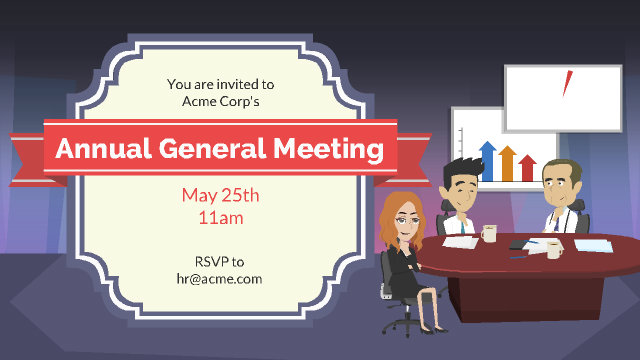 You are invited to
Acme Corp's
Annual General Meeting
May 25th
11am
RSVP to
hr@acme.com